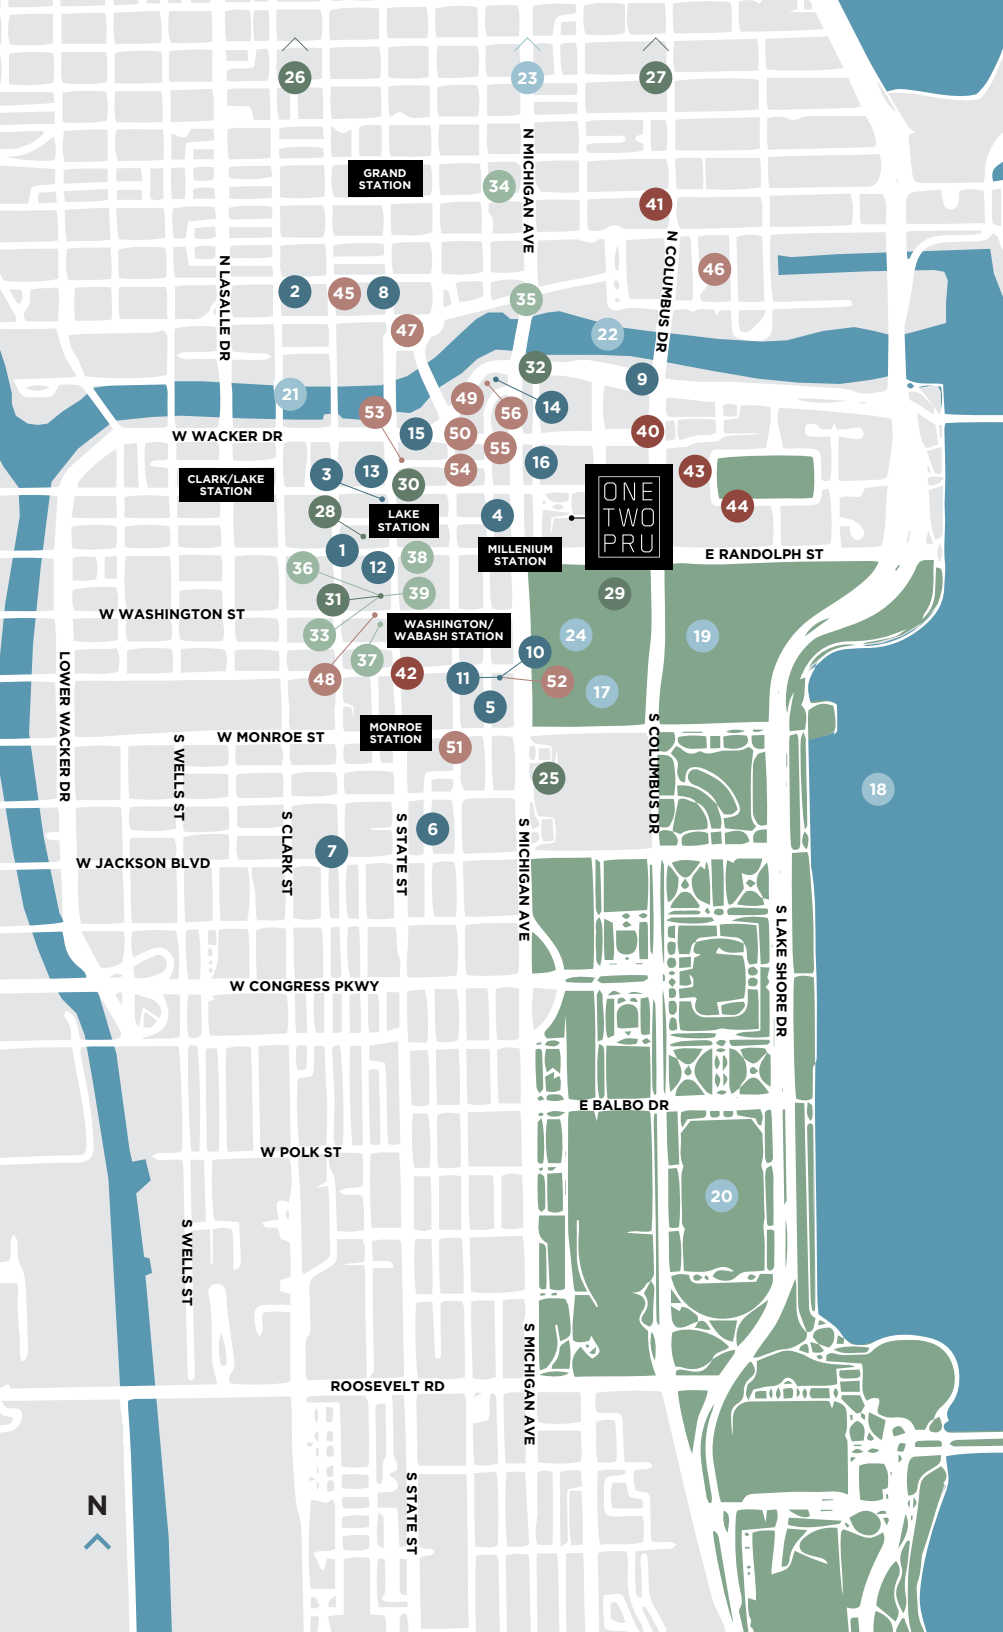 26
23
27
N MICHIGAN AVE
GRAND
STATION
34
41
N COLUMBUS DR
46
N LASALLE DR
2
45
8
35
47
22
32
9
21
49
14
53
56
W WACKER DR
15
50
40
55
CLARK/LAKE
STATION
3
13
54
16
43
30
ONE
TWO
PRU
44
28
LAKE
STATION
4
1
MILLENIUM
STATION
E RANDOLPH ST
36
12
38
31
39
29
W WASHINGTON ST
33
WASHINGTON/
WABASH STATION
24
19
37
10
48
42
11
52
17
5
LOWER WACKER DR
W MONROE ST
MONROE
STATION
51
S WELLS ST
S COLUMBUS DR
25
18
S CLARK ST
S STATE ST
6
7
S MICHIGAN AVE
W JACKSON BLVD
S LAKE SHORE DR
W CONGRESS PKWY
E BALBO DR
W POLK ST
20
S WELLS ST
S MICHIGAN AVE
ROOSEVELT RD
S STATE ST
N